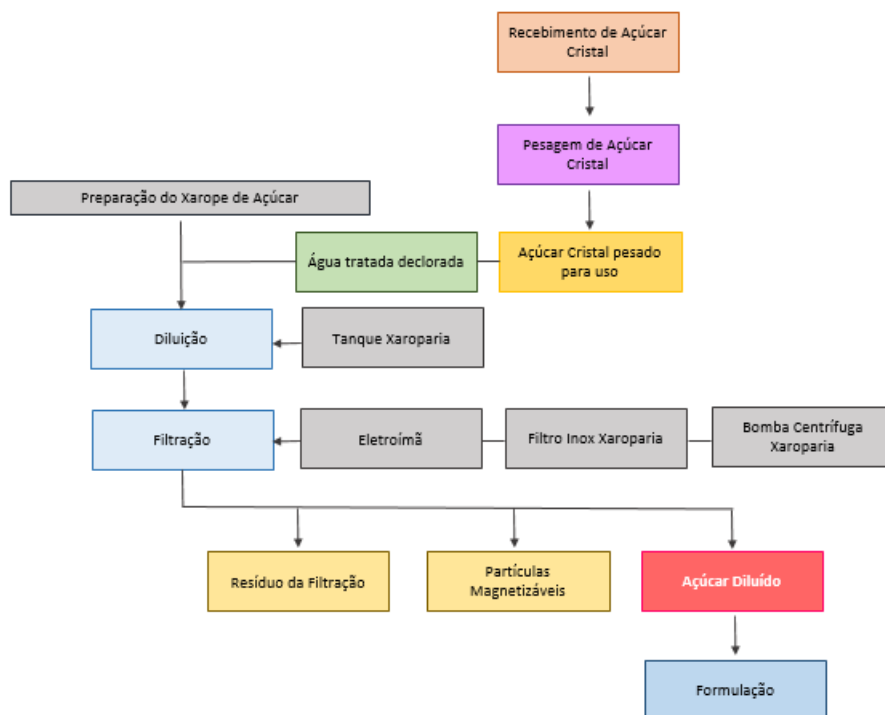 Recebimento de Açúcar
Cristal
Pesagem de Açúcar
Cristal
Preparação do Xarope de Açúcar
Água tratada declorada
Açúcar Cristal pesado
para uso
Diluição
Tanque Xaroparia
Filtração
Eletroímã
Filtro Inox Xaroparia
Bomba Centrífuga
Xaroparia
Resíduo da Filtração
Partículas
Magnetizáveis
Açúcar Diluído
Formulação